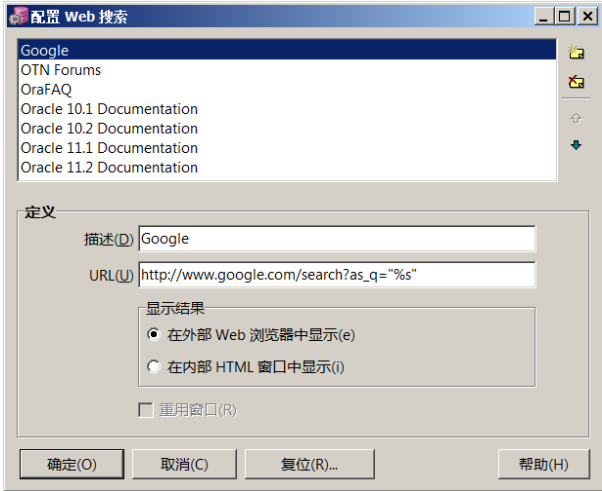 配置 Web 搜索
Google
OTN Forums
OraFAQ
Oracle 10.1 Documentation
Oracle 10.2 Documentation
Oracle 11.1 Documentation
Oracle 11.2 Documentation
定义
描述(D) Google
URL(U) http://www.google.com/search?as_q="%s"
显示结果
在外部 Web 浏览器中显示(e)
在内部 HTML 窗口中显示(i)
重用窗口(R)
确定(O) 取消(C) 复位(R)... 帮助(H)